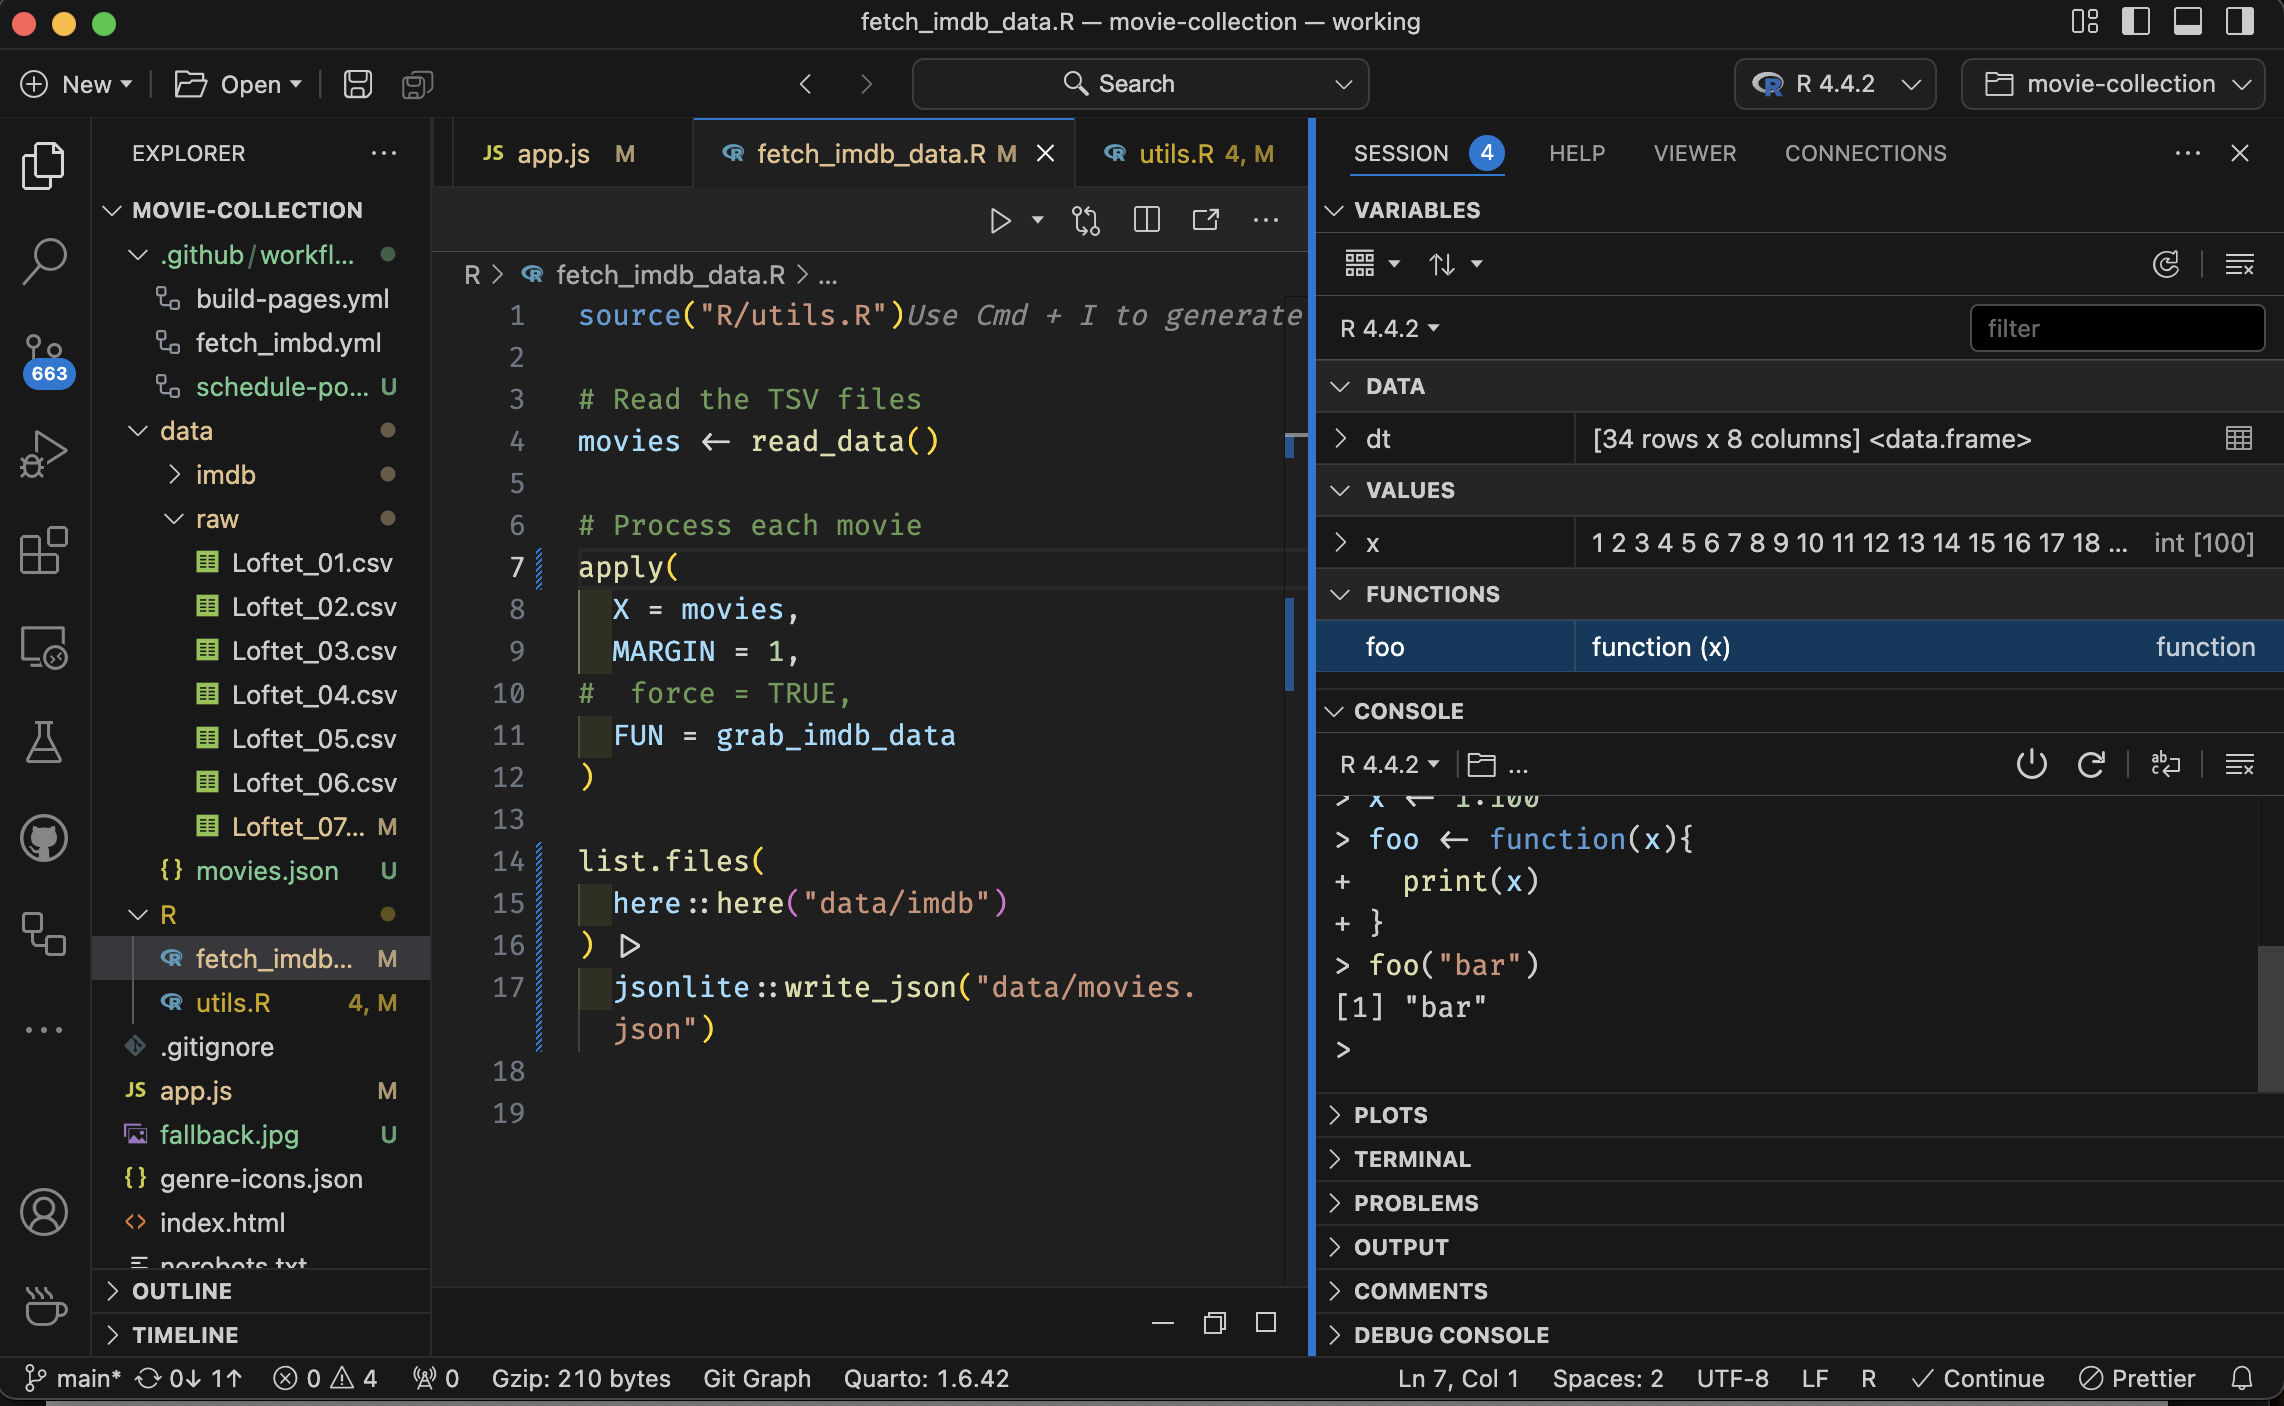 fetch_imdb_data.R — movie-collection — working
New
Open
Search
R 4.4.2
movie-collection
EXPLORER
MOVIE-COLLECTION
.github/workfl...
build-pages.yml
fetch_imbd.yml
schedule-po... U
data
imdb
raw
Loftet_01.csv
Loftet_02.csv
Loftet_03.csv
Loftet_04.csv
Loftet_05.csv
Loftet_06.csv
Loftet_07... M
{} movies.json U
R
fetch_imdb... M
utils.R 4, M
.gitignore
JS app.js M
fallback.jpg U
{} genre-icons.json
<> index.html
norobots.txt
OUTLINE
TIMELINE
663
JS app.js M
fetch_imdb_data.R M
utils.R 4, M
R > fetch_imdb_data.R > ...
1 source("R/utils.R")Use Cmd + I to generate
2
3 # Read the TSV files
4 movies <- read_data()
5
6 # Process each movie
7 apply(
8 X = movies,
9 MARGIN = 1,
10 # force = TRUE,
11 FUN = grab_imdb_data
12 )
13
14 list.files(
15 here::here("data/imdb")
16 ) |>
17 jsonlite::write_json("data/movies.
json")
18
19
SESSION 4
HELP
VIEWER
CONNECTIONS
VARIABLES
R 4.4.2
filter
DATA
dt [34 rows x 8 columns] <data.frame>
VALUES
x 1 2 3 4 5 6 7 8 9 10 11 12 13 14 15 16 17 18 ... int [100]
FUNCTIONS
foo function (x) function
CONSOLE
R 4.4.2 ...
> x <- 1:100
> foo <- function(x){
+ print(x)
+ }
> foo("bar")
[1] "bar"
>
PLOTS
TERMINAL
PROBLEMS
OUTPUT
COMMENTS
DEBUG CONSOLE
main* 0↓ 1↑ 0 4 0 Gzip: 210 bytes Git Graph Quarto: 1.6.42
Ln 7, Col 1 Spaces: 2 UTF-8 LF R Continue Prettier